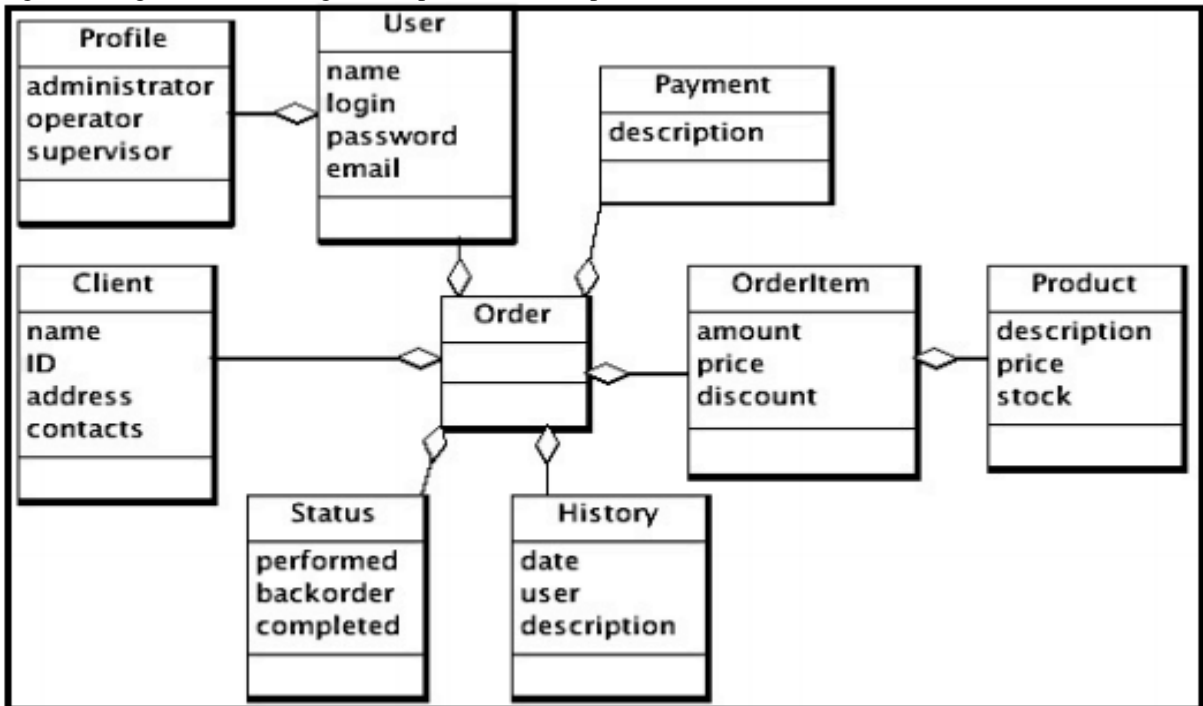 Profile
administrator
operator
supervisor
User
name
login
password
email
Payment
description
Client
name
ID
address
contacts
Order
OrderItem
amount
price
discount
Product
description
price
stock
Status
performed
backorder
completed
History
date
user
description